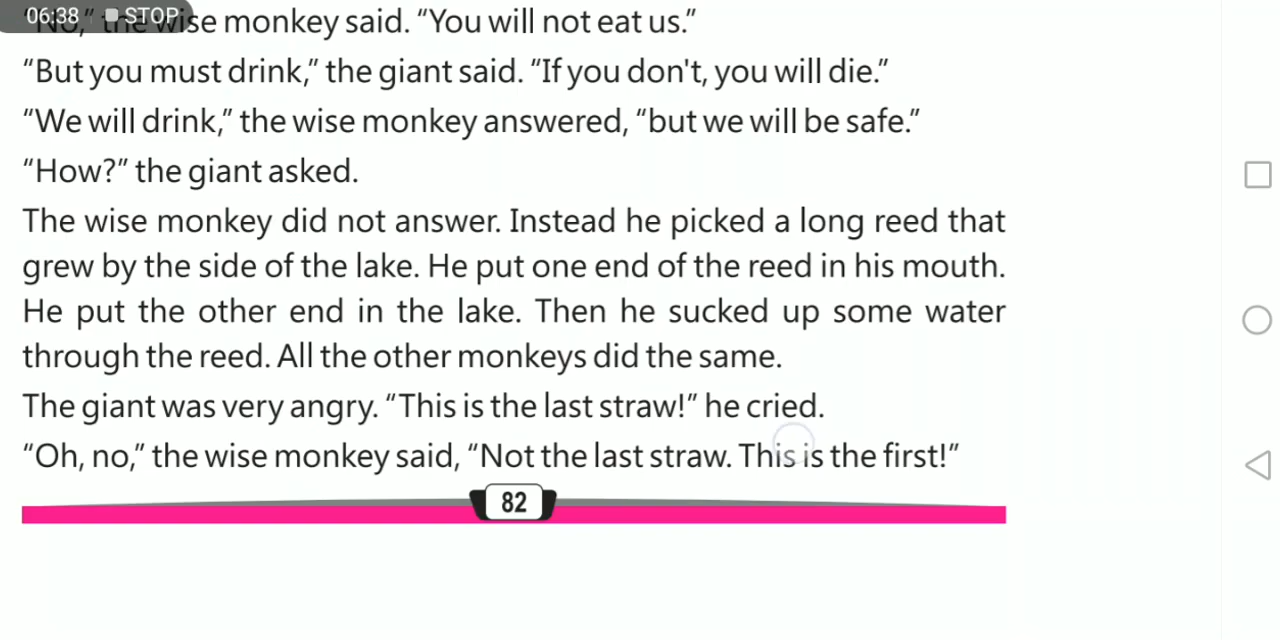 06:38 STOP
"No," the wise monkey said. "You will not eat us."
"But you must drink," the giant said. "If you don't, you will die."
"We will drink," the wise monkey answered, "but we will be safe."
"How?" the giant asked.
The wise monkey did not answer. Instead he picked a long reed that
grew by the side of the lake. He put one end of the reed in his mouth.
He put the other end in the lake. Then he sucked up some water
through the reed. All the other monkeys did the same.
The giant was very angry. "This is the last straw!" he cried.
"Oh, no," the wise monkey said, "Not the last straw. This is the first!"
82